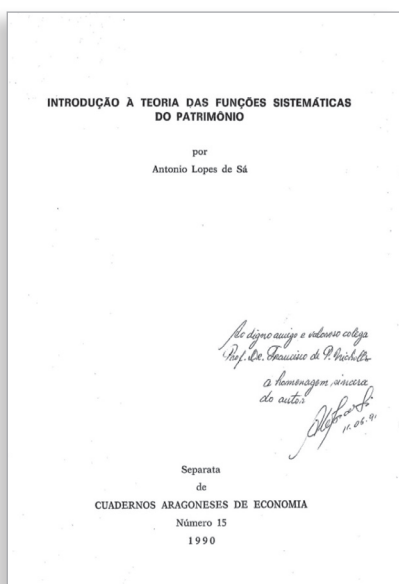 INTRODUÇÃO À TEORIA DAS FUNÇÕES SISTEMÁTICAS
DO PATRIMÔNIO
por
Antonio Lopes de Sá
Ao digno amigo e valoroso colega
Prof. Dr. Francisco de P.
a homenagem sincera
do autor
11.06.91
Separata
de
CUADERNOS ARAGONESES DE ECONOMIA
Número 15
1990